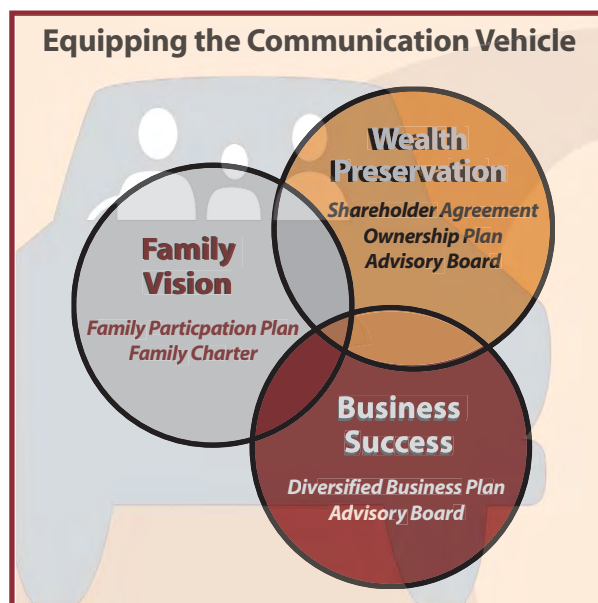 Equipping the Communication Vehicle
Wealth
Preservation
Shareholder Agreement
Ownership Plan
Advisory Board
Family
Vision
Family Particpation Plan
Family Charter
Business
Success
Diversified Business Plan
Advisory Board